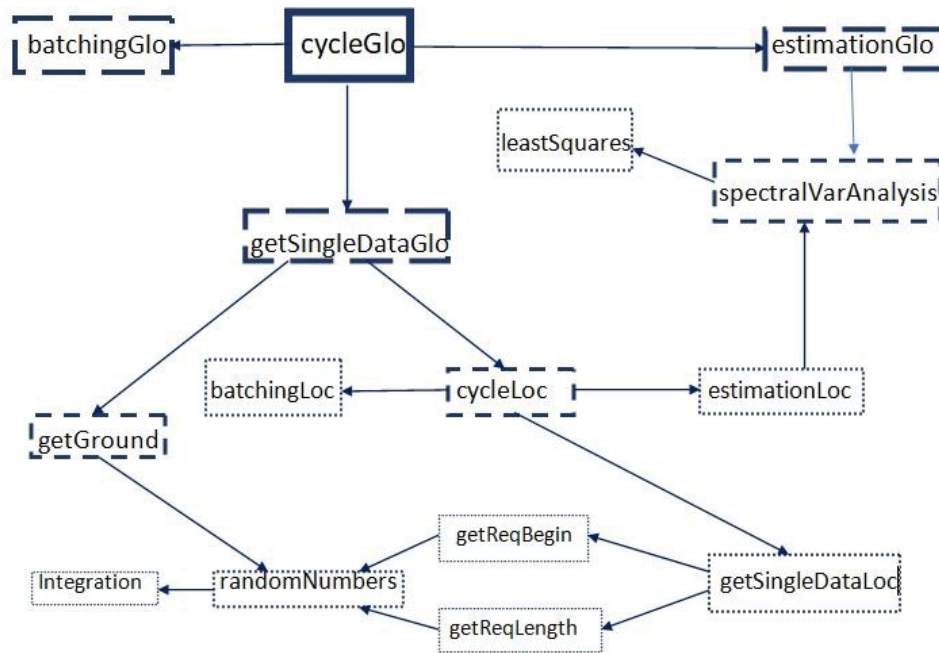 batchingGlo
cycleGlo
estimationGlo
leastSquares
spectralVarAnalysis
getSingleDataGlo
batchingLoc
cycleLoc
estimationLoc
getGround
getReqBegin
Integration
randomNumbers
getSingleDataLoc
getReqLength